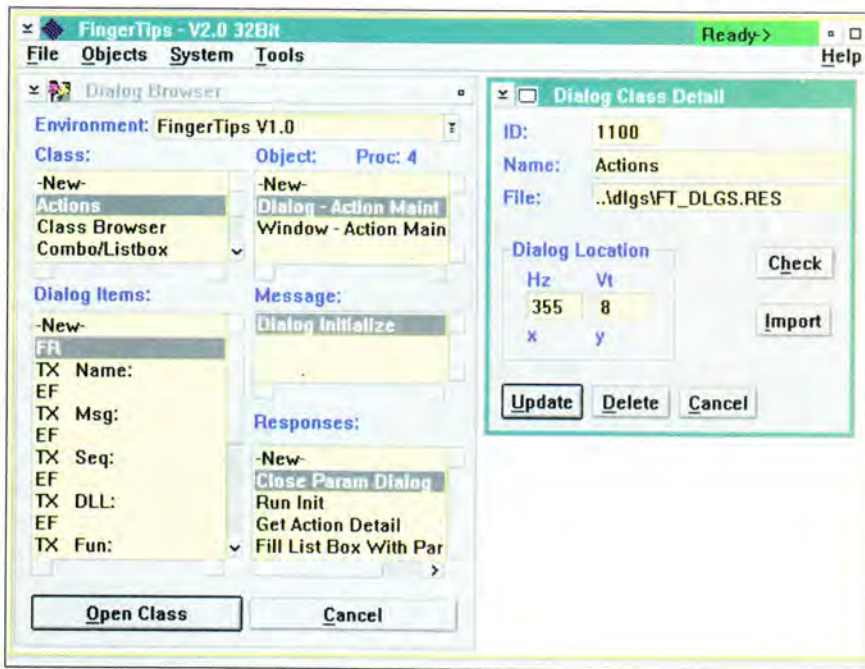 FingerTips - V2.0 32Bit
Ready->
File Objects System Tools Help
Dialog Browser
Environment: FingerTips V1.0
Class:
-New-
Actions
Class Browser
Combo/Listbox
Object: Proc: 4
-New-
Dialog - Action Maint
Window - Action Main
Dialog Items:
-New-
FR
TX Name:
EF
TX Msg:
EF
TX Seq:
EF
TX DLL:
EF
TX Fun:
Message:
Dialog Initialize
Responses:
-New-
Close Param Dialog
Run Init
Get Action Detail
Fill List Box With Par
Open Class
Cancel
Dialog Class Detail
ID: 1100
Name: Actions
File: ..\dlgs\FT_DLGS.RES
Dialog Location
Hz Vt
355 8
x y
Check
Import
Update Delete Cancel